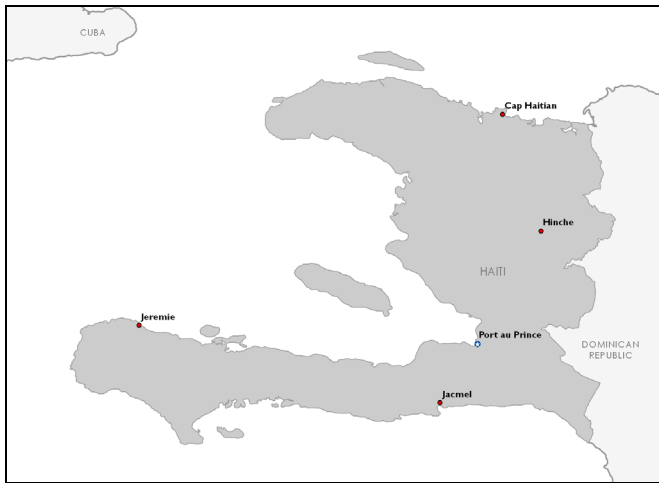 CUBA
Cap Haitian
Hinche
HAITI
Jeremie
Port au Prince
DOMINICAN
REPUBLIC
Jacmel